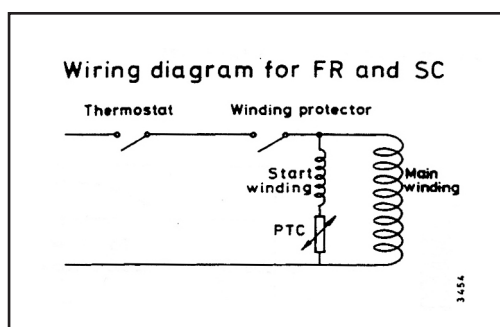 Wiring diagram for FR and SC
Thermostat
Winding protector
Start
winding
Main
winding
PTC
3454